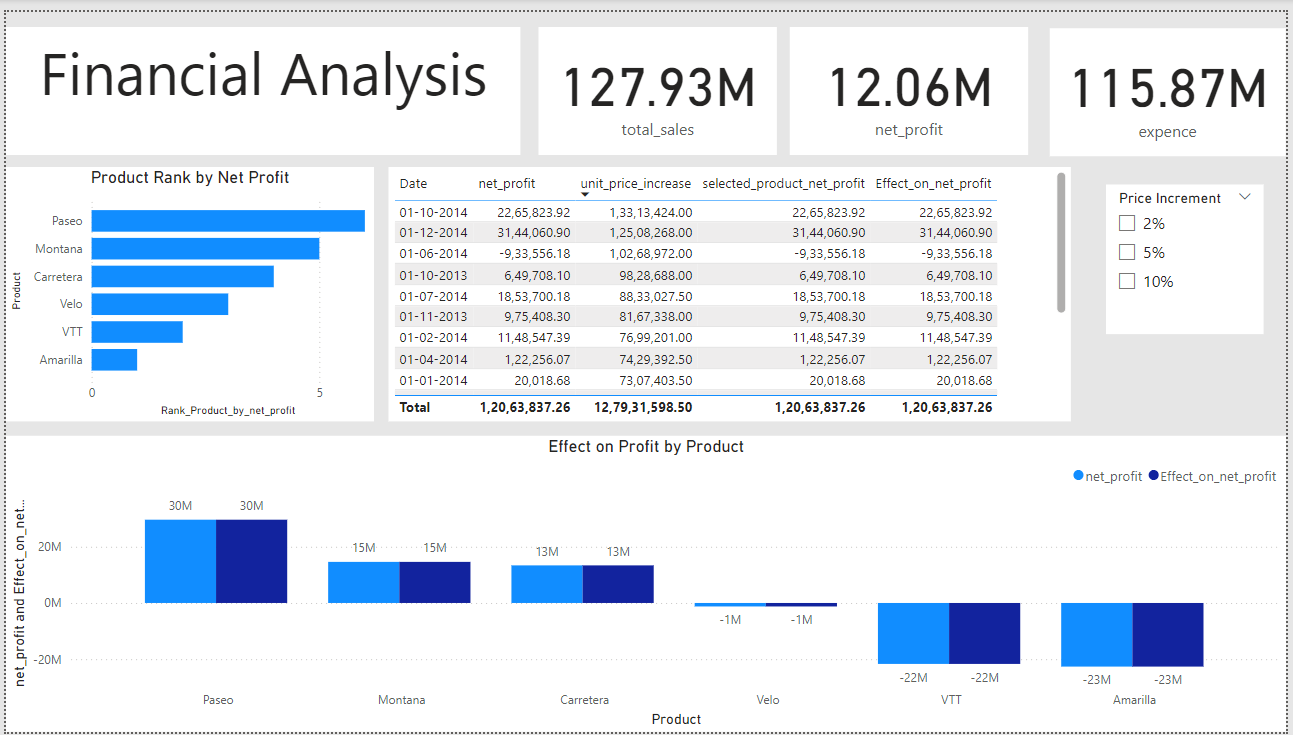 Financial Analysis
127.93M
total_sales
12.06M
net_profit
115.87M
expence
Product Rank by Net Profit
Product
Paseo
Montana
Carretera
Velo
VTT
Amarilla
0 5
Rank_Product_by_net_profit
Date net_profit unit_price_increase selected_product_net_profit Effect_on_net_profit
01-10-2014 22,65,823.92 1,33,13,424.00 22,65,823.92 22,65,823.92
01-12-2014 31,44,060.90 1,25,08,268.00 31,44,060.90 31,44,060.90
01-06-2014 -9,33,556.18 1,02,68,972.00 -9,33,556.18 -9,33,556.18
01-10-2013 6,49,708.10 98,28,688.00 6,49,708.10 6,49,708.10
01-07-2014 18,53,700.18 88,33,027.50 18,53,700.18 18,53,700.18
01-11-2013 9,75,408.30 81,67,338.00 9,75,408.30 9,75,408.30
01-02-2014 11,48,547.39 76,99,201.00 11,48,547.39 11,48,547.39
01-04-2014 1,22,256.07 74,29,392.50 1,22,256.07 1,22,256.07
01-01-2014 20,018.68 73,07,403.50 20,018.68 20,018.68
Total 1,20,63,837.26 12,79,31,598.50 1,20,63,837.26 1,20,63,837.26
Price Increment
2%
5%
10%
Effect on Profit by Product
net_profit Effect_on_net_profit
net_profit and Effect_on_net...
20M
0M
-20M
30M 30M
15M 15M
13M 13M
-1M -1M
-22M -22M
-23M -23M
Paseo Montana Carretera Velo VTT Amarilla
Product